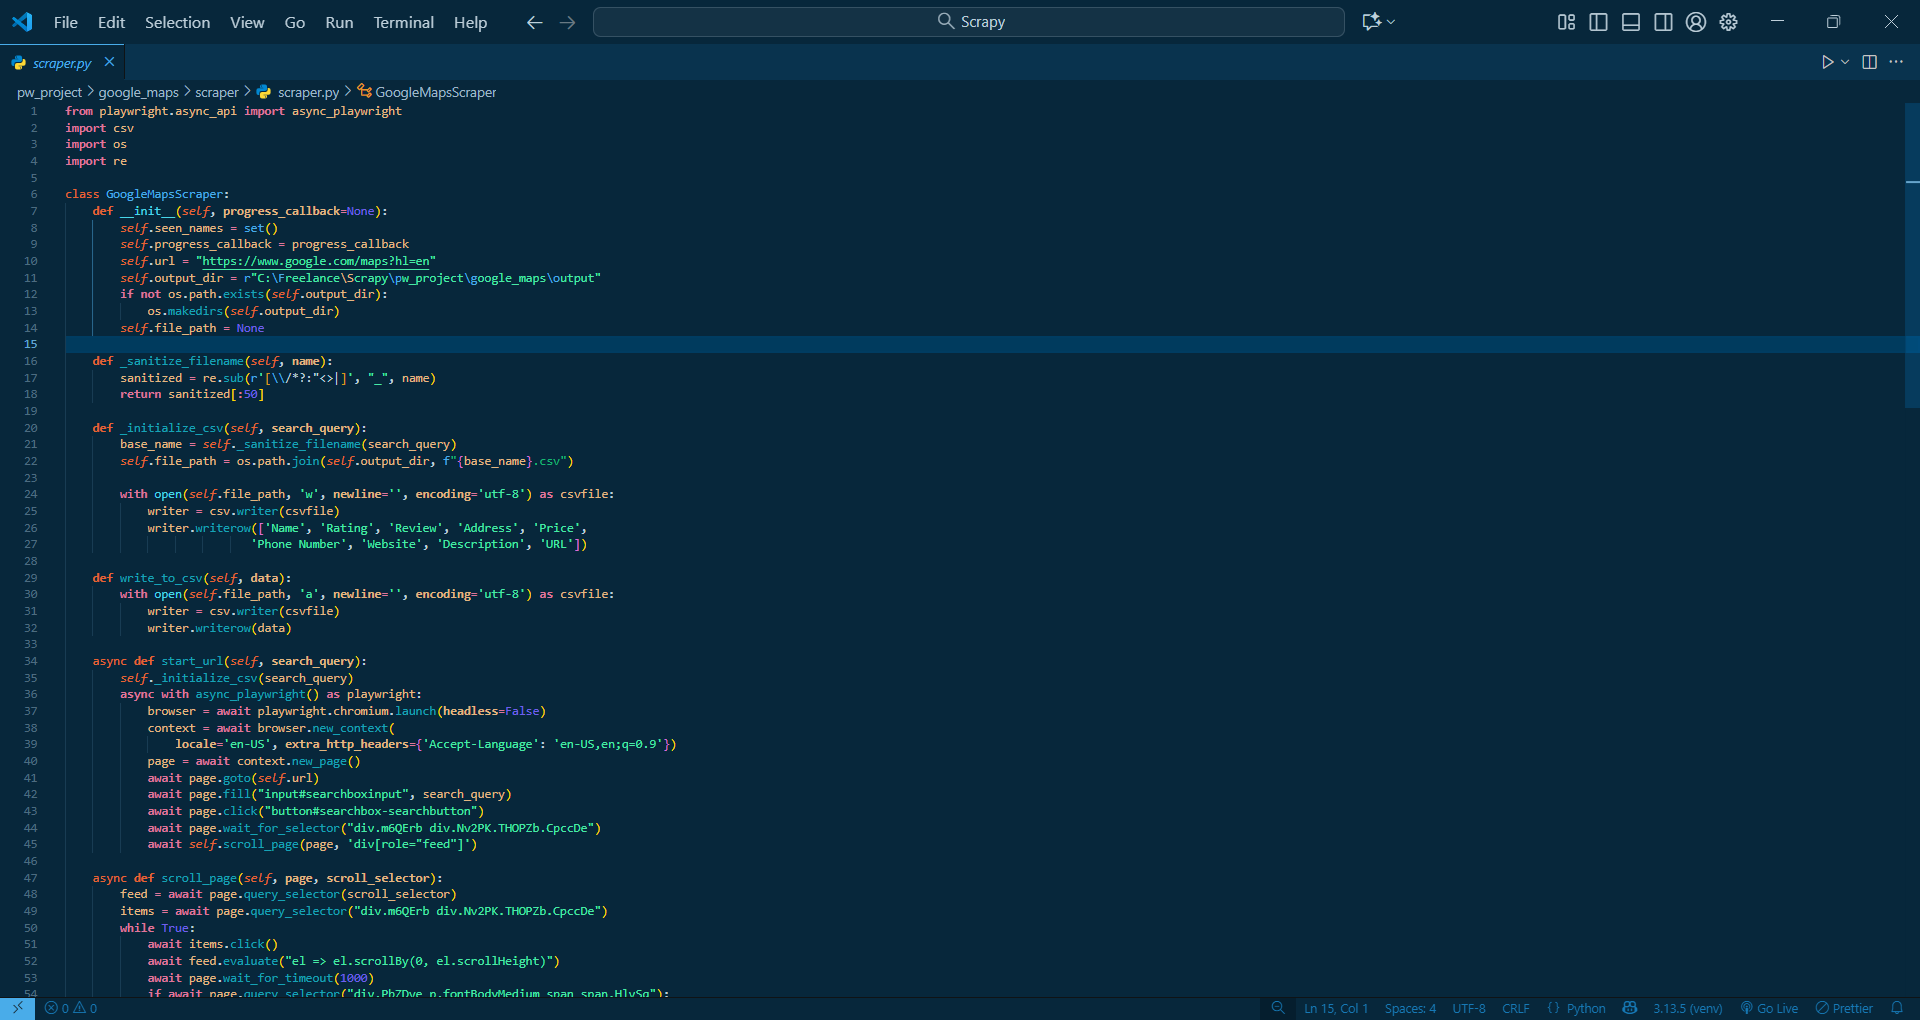 File Edit Selection View Go Run Terminal Help
Scrapy
scraper.py
pw_project > google_maps > scraper > scraper.py > GoogleMapsScraper
1 from playwright.async_api import async_playwright
2 import csv
3 import os
4 import re
5
6 class GoogleMapsScraper:
7     def __init__(self, progress_callback=None):
8         self.seen_names = set()
9         self.progress_callback = progress_callback
10         self.url = "https://www.google.com/maps?hl=en"
11         self.output_dir = r"C:\Freelance\Scrapy\pw_project\google_maps\output"
12         if not os.path.exists(self.output_dir):
13             os.makedirs(self.output_dir)
14         self.file_path = None
15
16     def _sanitize_filename(self, name):
17         sanitized = re.sub(r'[\\/*?:"<>|]', "_", name)
18         return sanitized[:50]
19
20     def _initialize_csv(self, search_query):
21         base_name = self._sanitize_filename(search_query)
22         self.file_path = os.path.join(self.output_dir, f"{base_name}.csv")
23
24         with open(self.file_path, 'w', newline='', encoding='utf-8') as csvfile:
25             writer = csv.writer(csvfile)
26             writer.writerow(['Name', 'Rating', 'Review', 'Address', 'Price',
27                            'Phone Number', 'Website', 'Description', 'URL'])
28
29     def write_to_csv(self, data):
30         with open(self.file_path, 'a', newline='', encoding='utf-8') as csvfile:
31             writer = csv.writer(csvfile)
32             writer.writerow(data)
33
34     async def start_url(self, search_query):
35         self._initialize_csv(search_query)
36         async with async_playwright() as playwright:
37             browser = await playwright.chromium.launch(headless=False)
38             context = await browser.new_context(
39                 locale='en-US', extra_http_headers={'Accept-Language': 'en-US,en;q=0.9'})
40             page = await context.new_page()
41             await page.goto(self.url)
42             await page.fill("input#searchboxinput", search_query)
43             await page.click("button#searchbox-searchbutton")
44             await page.wait_for_selector("div.m6QErb div.Nv2PK.THOPZb.CpccDe")
45             await self.scroll_page(page, 'div[role="feed"]')
46
47     async def scroll_page(self, page, scroll_selector):
48         feed = await page.query_selector(scroll_selector)
49         items = await page.query_selector("div.m6QErb div.Nv2PK.THOPZb.CpccDe")
50         while True:
51             await items.click()
52             await feed.evaluate("el => el.scrollBy(0, el.scrollHeight)")
53             await page.wait_for_timeout(1000)
54             if await page.query_selector("div.PbZDve p.fontBodyMedium span span.HlvSq"):
0 0 Ln 15, Col 1 Spaces: 4 UTF-8 CRLF {} Python 3.13.5 (venv) Go Live Prettier